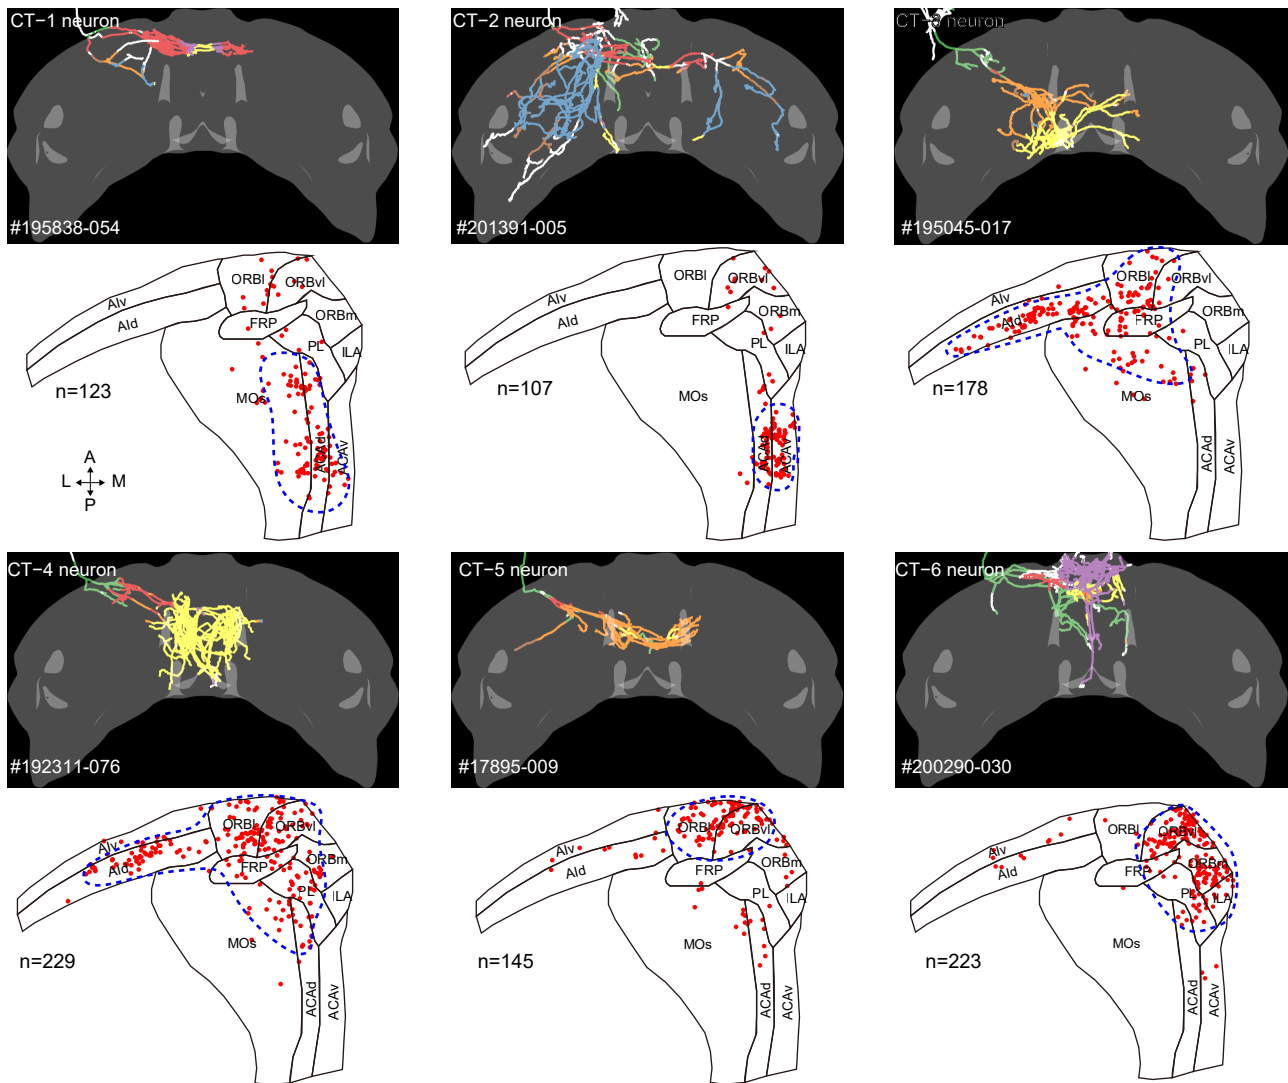 CT−1 neuron
#195838-054
CT−2 neuron
#201391-005
CT−3 neuron
#195045-017
AIv
AId
ORBl
ORBvl
FRP
ORBm
PL
ILA
MOs
ACAd
ACAv
n=123
A
L M
P
AIv
AId
ORBl
ORBvl
FRP
ORBm
PL
ILA
MOs
ACAd
ACAv
n=107
AIv
AId
ORBl
ORBvl
FRP
ORBm
PL
ILA
MOs
ACAd
ACAv
n=178
CT−4 neuron
#192311-076
CT−5 neuron
#17895-009
CT−6 neuron
#200290-030
AIv
AId
ORBl
ORBvl
FRP
ORBm
PL
ILA
MOs
ACAd
ACAv
n=229
AIv
AId
ORBl
ORBvl
FRP
ORBm
PL
ILA
MOs
ACAd
ACAv
n=145
AIv
AId
ORBl
ORBvl
FRP
ORBm
PL
ILA
MOs
ACAd
ACAv
n=223